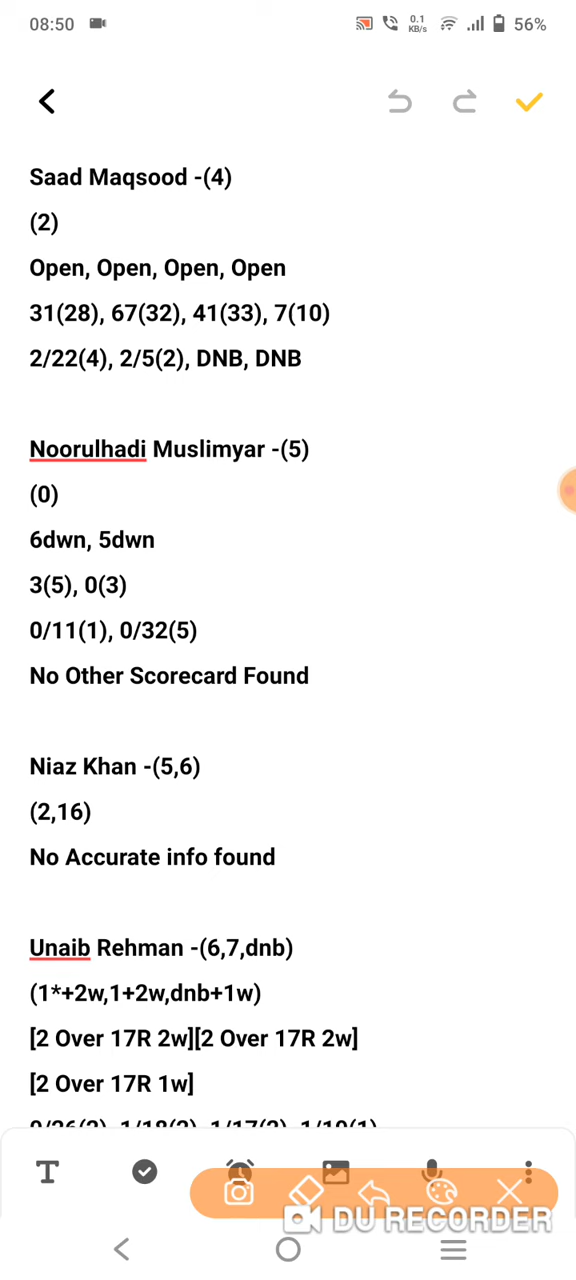 08:50
0.1
KB/s
56%
Saad Maqsood -(4)
(2)
Open, Open, Open, Open
31(28), 67(32), 41(33), 7(10)
2/22(4), 2/5(2), DNB, DNB
Noorulhadi Muslimyar -(5)
(0)
6dwn, 5dwn
3(5), 0(3)
0/11(1), 0/32(5)
No Other Scorecard Found
Niaz Khan -(5,6)
(2,16)
No Accurate info found
Unaib Rehman -(6,7,dnb)
(1*+2w,1+2w,dnb+1w)
[2 Over 17R 2w][2 Over 17R 2w]
[2 Over 17R 1w]
T
DU RECORDER